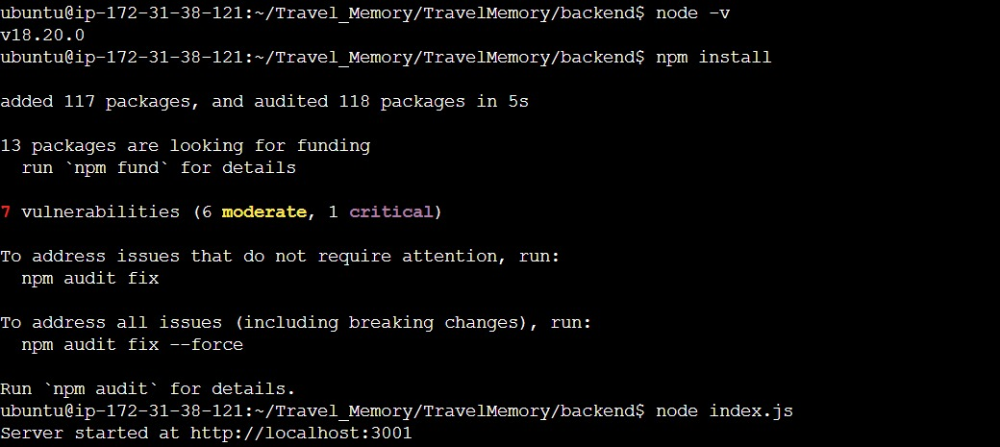 ubuntu@ip-172-31-38-121:~/Travel_Memory/TravelMemory/backend$ node -v
v18.20.0
ubuntu@ip-172-31-38-121:~/Travel_Memory/TravelMemory/backend$ npm install
added 117 packages, and audited 118 packages in 5s
13 packages are looking for funding
  run `npm fund` for details
7 vulnerabilities (6 moderate, 1 critical)
To address issues that do not require attention, run:
  npm audit fix
To address all issues (including breaking changes), run:
  npm audit fix --force
Run `npm audit` for details.
ubuntu@ip-172-31-38-121:~/Travel_Memory/TravelMemory/backend$ node index.js
Server started at http://localhost:3001